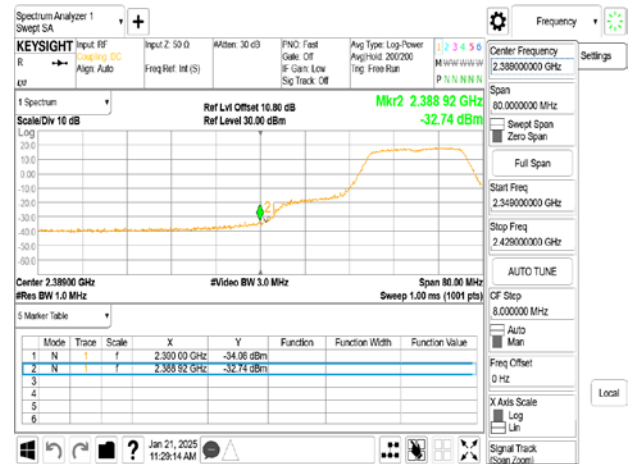 Spectrum Analyzer 1
Swept SA
Frequency
KEYSIGHT
R
Input: RF
Coupling: DC
Align: Auto
Input Z: 50 Ω
Freq Ref: Int (S)
#Atten: 30 dB
PNO: Fast
Gate: Off
IF Gain: Low
Sig Track: Off
Avg Type: Log-Power
Avg|Hold: 200/200
Trig: Free Run
1 2 3 4 5 6
M W W W W W
P N N N N N
1 Spectrum
Scale/Div 10 dB
Log
Ref Lvl Offset 10.80 dB
Ref Level 30.00 dBm
Mkr2 2.388 92 GHz
-32.74 dBm
20.0
10.0
0.00
-10.0
-20.0
-30.0
-40.0
-50.0
-60.0
2
Center 2.38900 GHz
#Res BW 1.0 MHz
#Video BW 3.0 MHz
Span 80.00 MHz
Sweep 1.00 ms (1001 pts)
5 Marker Table
Mode Trace Scale X Y Function Function Width Function Value
1 N 1 f 2.390 00 GHz -34.06 dBm
2 N 1 f 2.388 92 GHz -32.74 dBm
3
4
5
6
Jan 21, 2025
11:29:14 AM
?
Center Frequency
2.389000000 GHz
Span
80.0000000 MHz
Swept Span
Zero Span
Full Span
Start Freq
2.349000000 GHz
Stop Freq
2.429000000 GHz
AUTO TUNE
CF Step
8.000000 MHz
Auto
Man
Freq Offset
0 Hz
X Axis Scale
Log
Lin
Signal Track
(Span Zoom)
Settings
Local